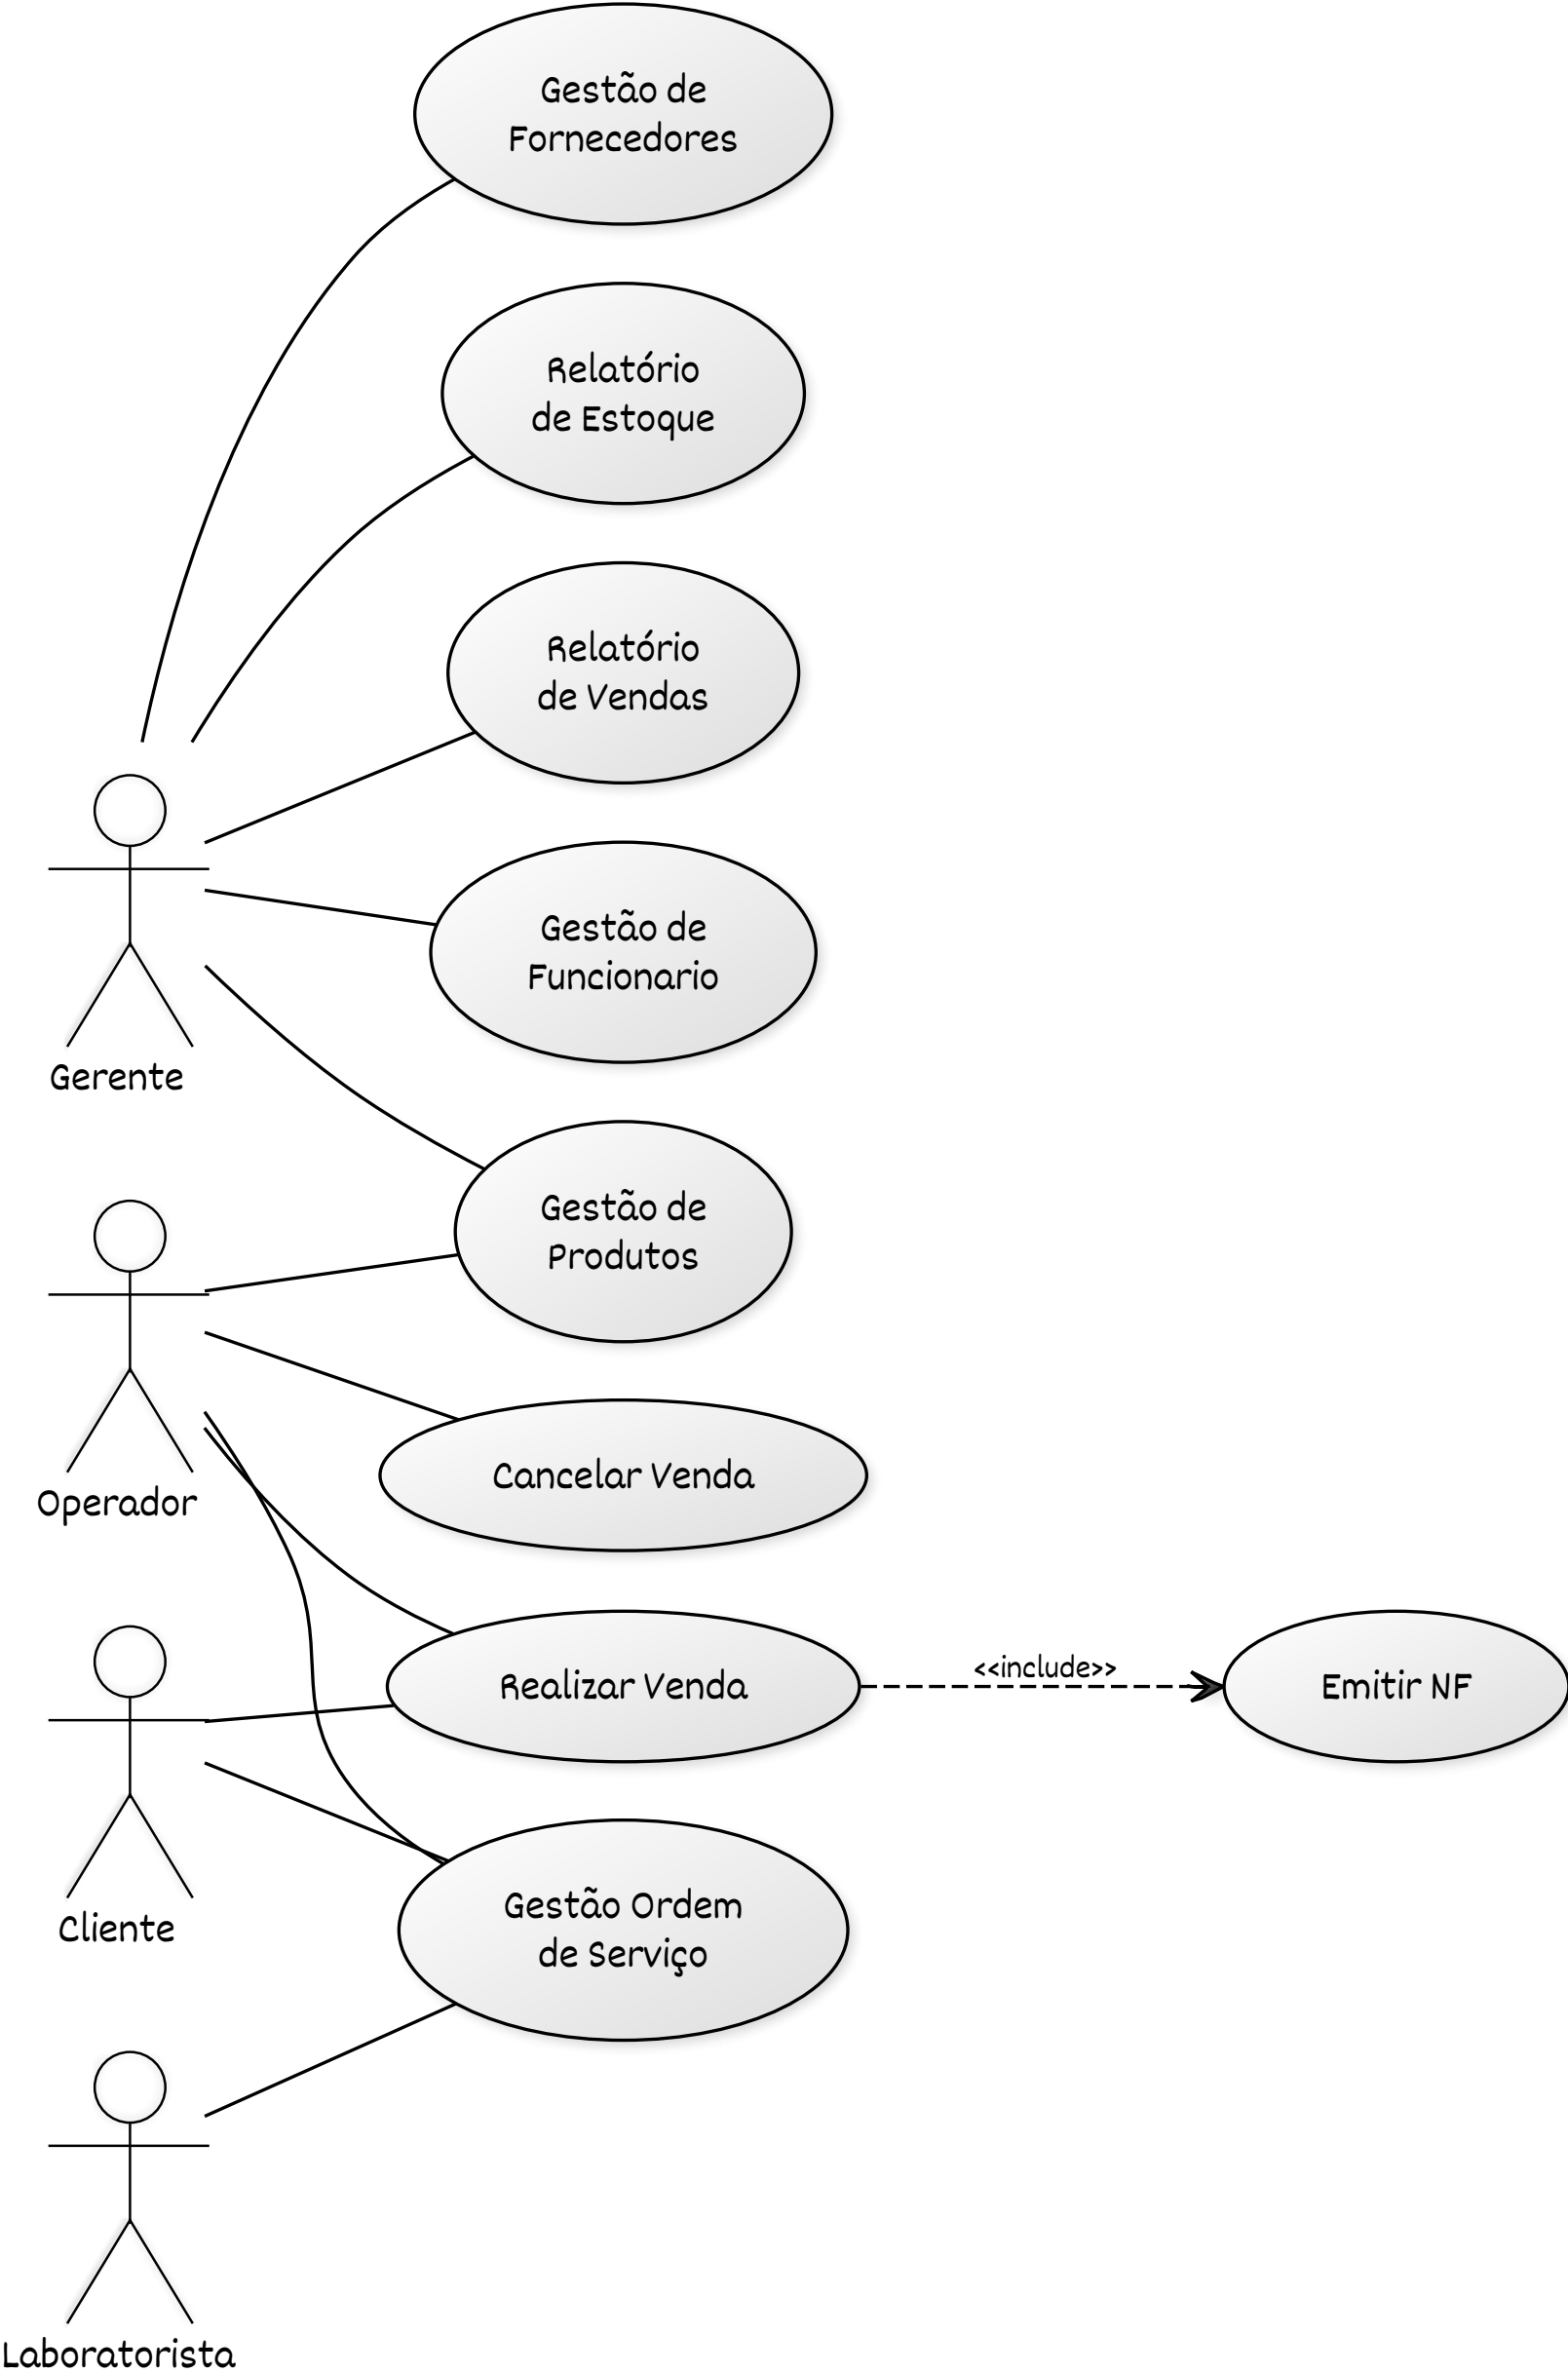 Gestão de
Fornecedores
Relatório
de Estoque
Relatório
de Vendas
Gestão de
Funcionario
Gerente
Gestão de
Produtos
Cancelar Venda
Operador
<<include>>
Realizar Venda
Emitir NF
Gestão Ordem
de Serviço
Cliente
Laboratorista